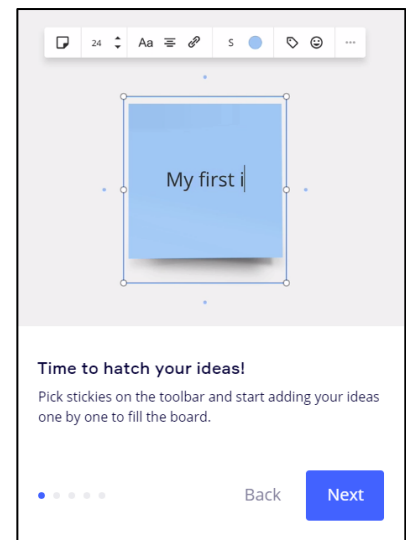 24 Aa S
My first i
Time to hatch your ideas!
Pick stickies on the toolbar and start adding your ideas
one by one to fill the board.
Back Next